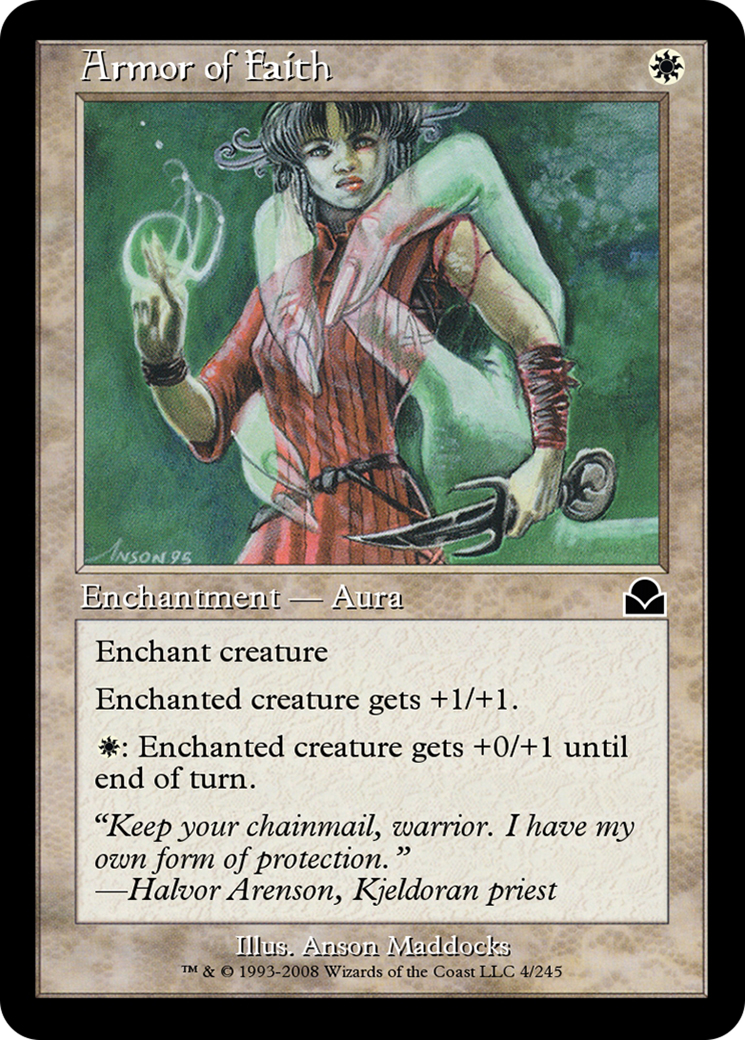 Armor of Faith
ANSON 95
Enchantment — Aura
Enchant creature
Enchanted creature gets +1/+1.
: Enchanted creature gets +0/+1 until
end of turn.
“Keep your chainmail, warrior. I have my
own form of protection.”
—Halvor Arenson, Kjeldoran priest
Illus. Anson Maddocks
™ & © 1993-2008 Wizards of the Coast LLC 4/245